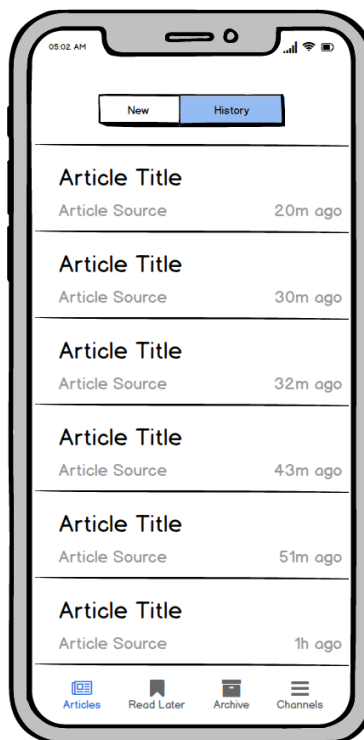 05:02 AM
New History
Article Title
Article Source 20m ago
Article Title
Article Source 30m ago
Article Title
Article Source 32m ago
Article Title
Article Source 43m ago
Article Title
Article Source 51m ago
Article Title
Article Source 1h ago
Articles Read Later Archive Channels